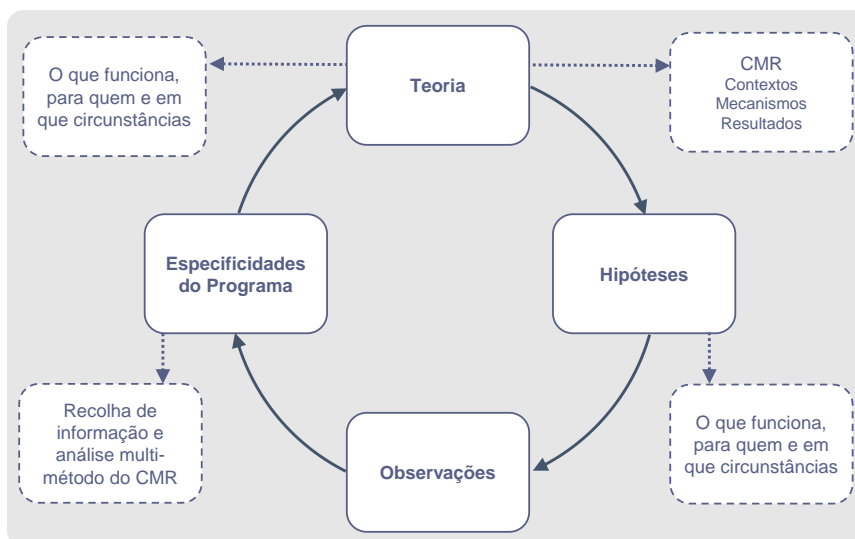 O que funciona,
para quem e em
que circunstâncias
Teoria
CMR
Contextos
Mecanismos
Resultados
Especificidades
do Programa
Hipóteses
Recolha de
informação e
análise multi-
método do CMR
Observações
O que funciona,
para quem e em
que circunstâncias